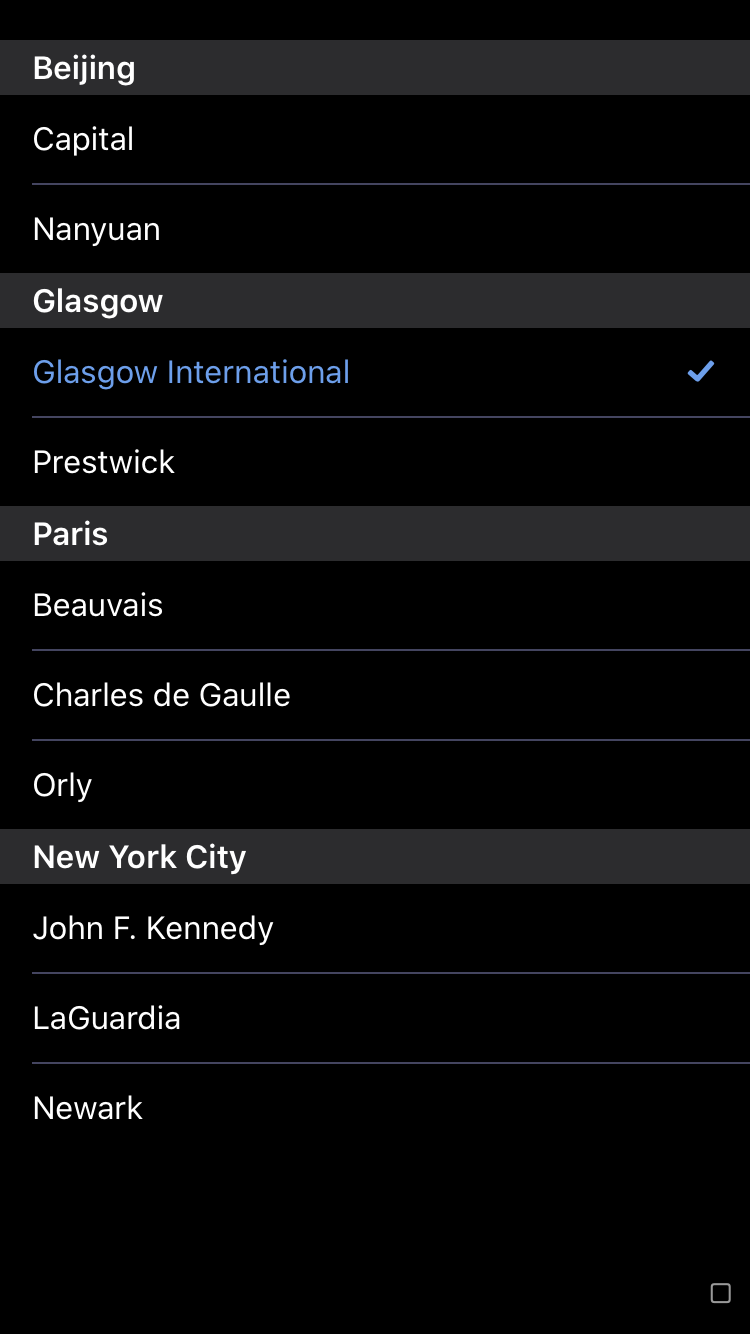 Beijing
Capital
Nanyuan
Glasgow
Glasgow International
Prestwick
Paris
Beauvais
Charles de Gaulle
Orly
New York City
John F. Kennedy
LaGuardia
Newark